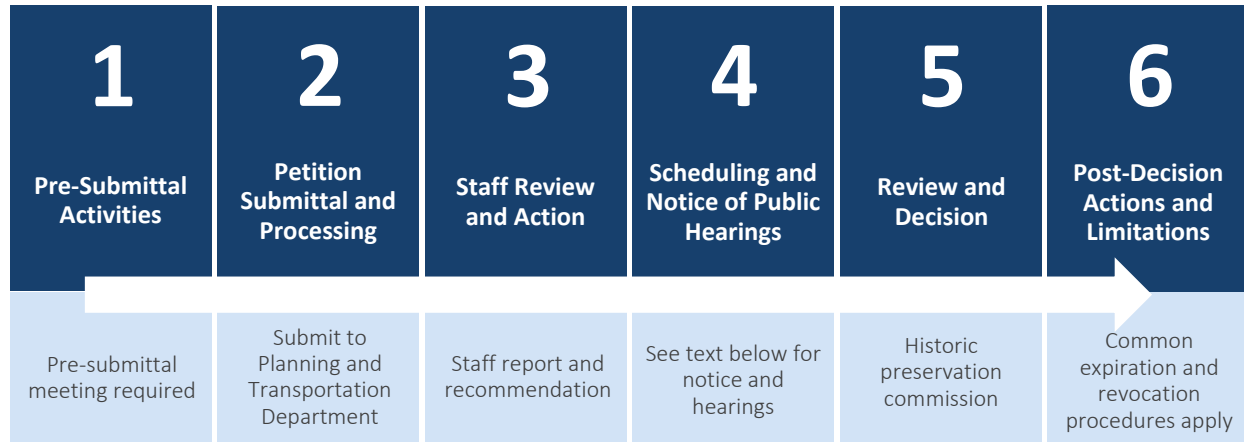 1
Pre-Submittal
Activities
Pre-submittal
meeting required
2
Petition
Submittal and
Processing
Submit to
Planning and
Transportation
Department
3
Staff Review
and Action
Staff report and
recommendation
4
Scheduling and
Notice of Public
Hearings
See text below for
notice and
hearings
5
Review and
Decision
Historic
preservation
commission
6
Post-Decision
Actions and
Limitations
Common
expiration and
revocation
procedures apply